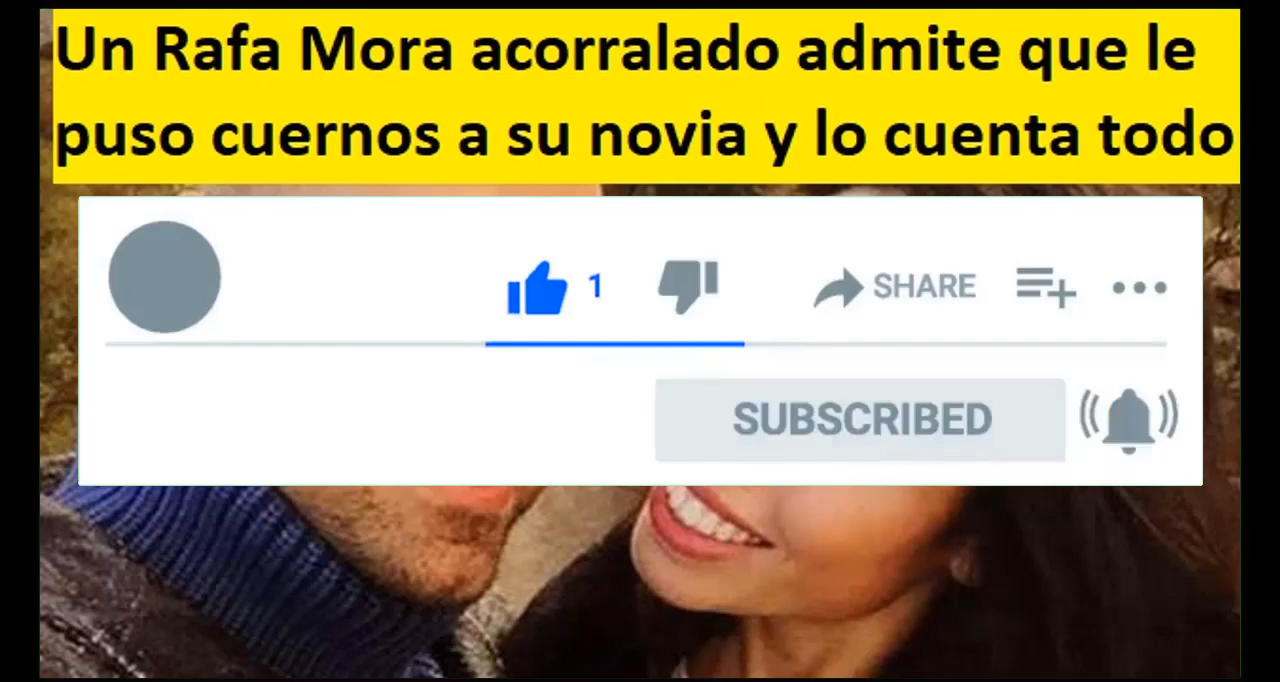 Un Rafa Mora acorralado admite que le
puso cuernos a su novia y lo cuenta todo
1
SHARE
SUBSCRIBED